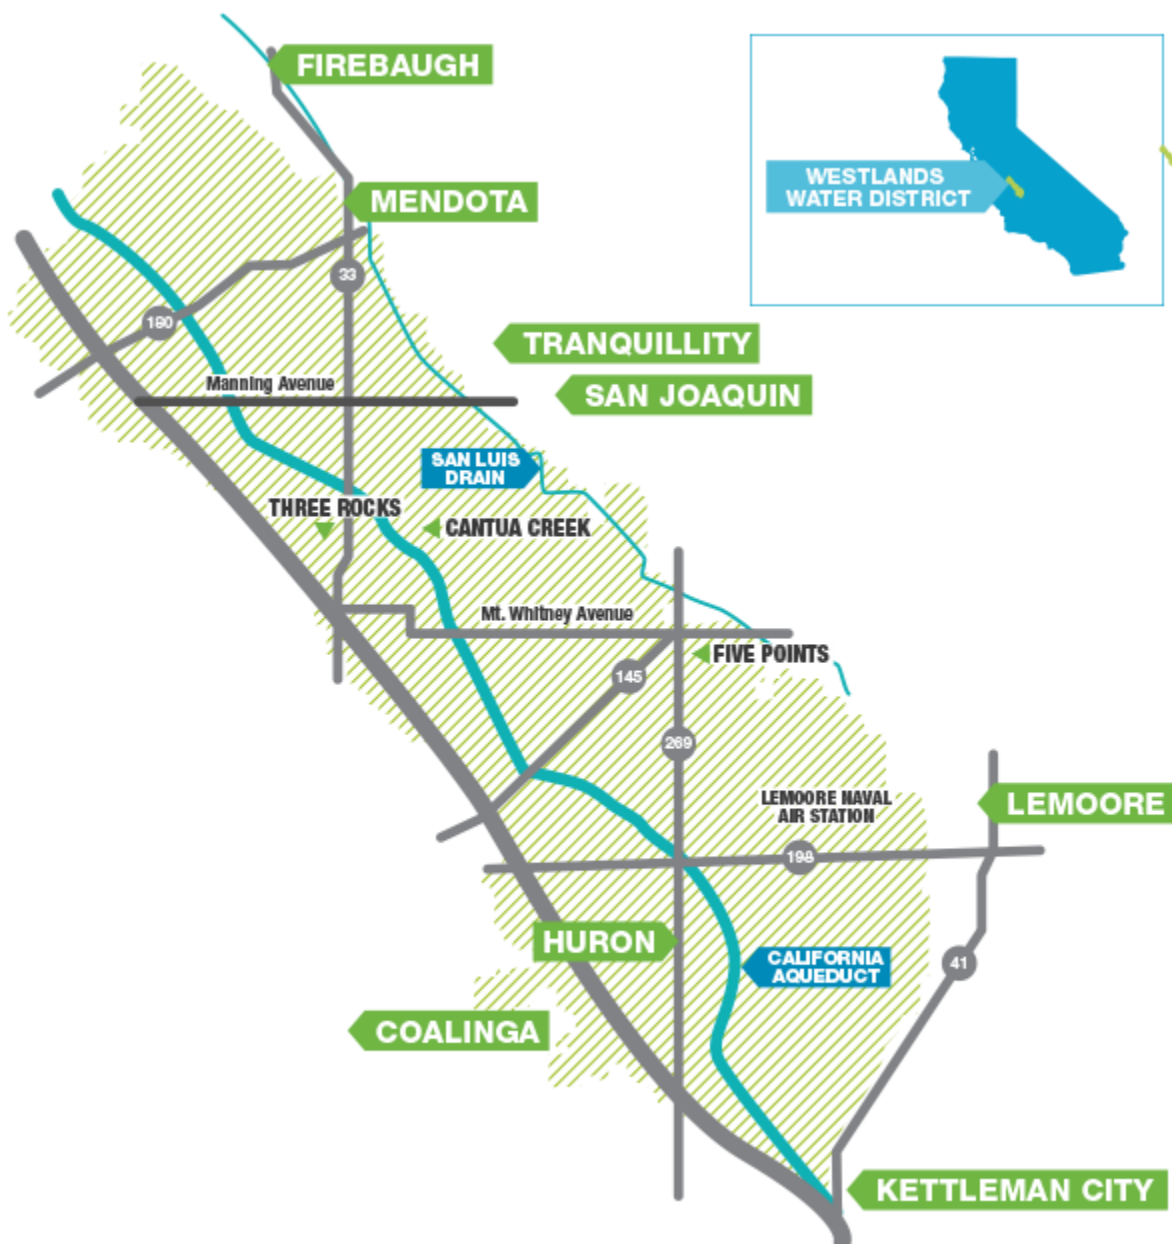 FIREBAUGH
WESTLANDS
WATER DISTRICT
MENDOTA
33
180
TRANQUILLITY
Manning Avenue
SAN JOAQUIN
SAN LUIS
DRAIN
THREE ROCKS
CANTUA CREEK
Mt. Whitney Avenue
FIVE POINTS
145
269
LEMOORE NAVAL
AIR STATION
LEMOORE
198
HURON
CALIFORNIA
AQUEDUCT
41
COALINGA
KETTLEMAN CITY